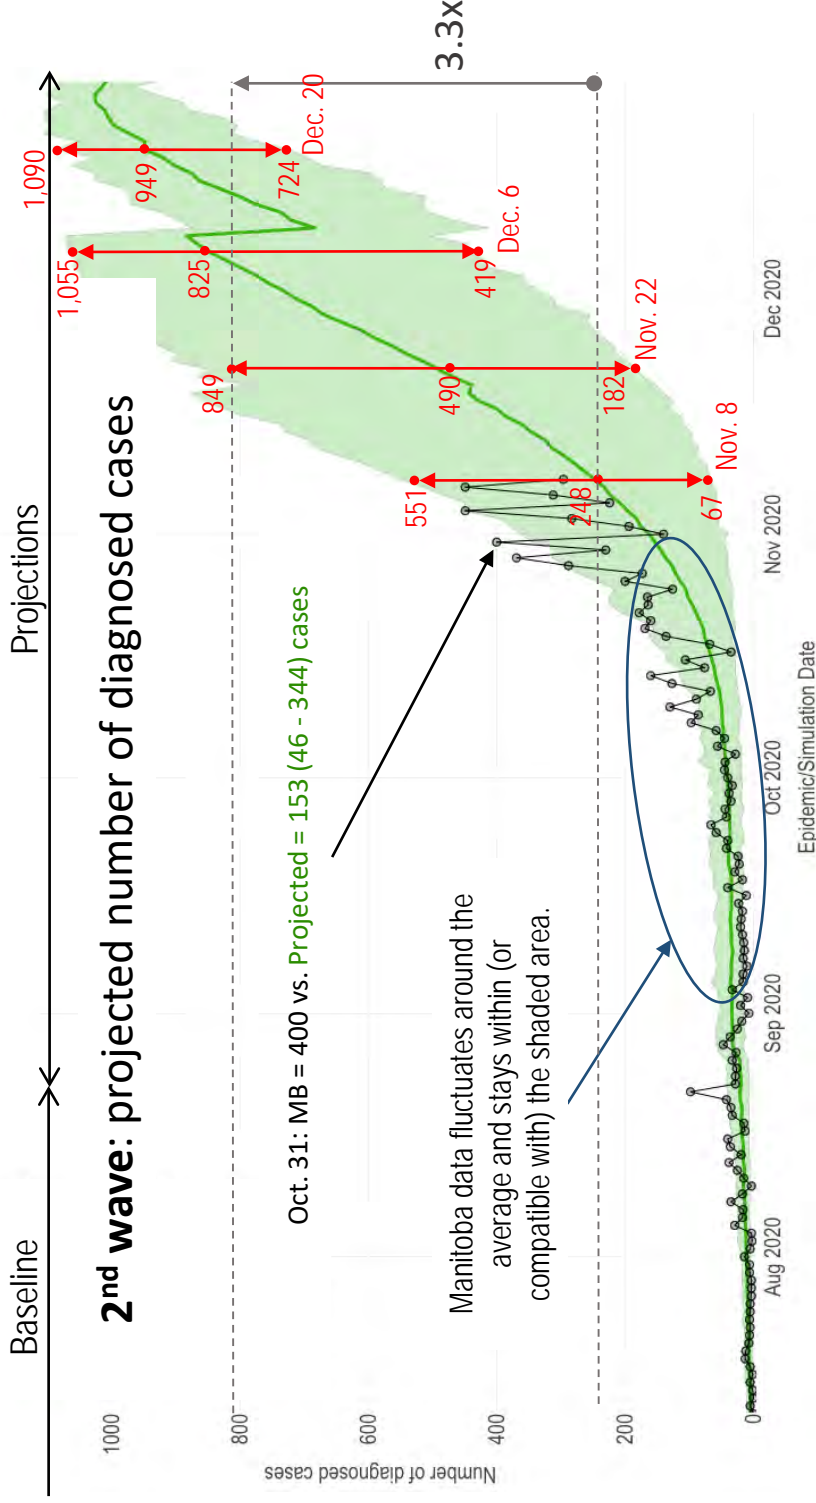 Baseline
Projections
2nd wave: projected number of diagnosed cases
1,090
949
724
Dec. 20
1,055
825
419
Dec. 6
849
490
182
Nov. 22
551
248
67
Nov. 8
3.3x
Oct. 31: MB = 400 vs. Projected = 153 (46 - 344) cases
Manitoba data fluctuates around the
average and stays within (or
compatible with) the shaded area.
Number of diagnosed cases
1000
800
600
400
200
0
Aug 2020
Sep 2020
Oct 2020
Nov 2020
Dec 2020
Epidemic/Simulation Date